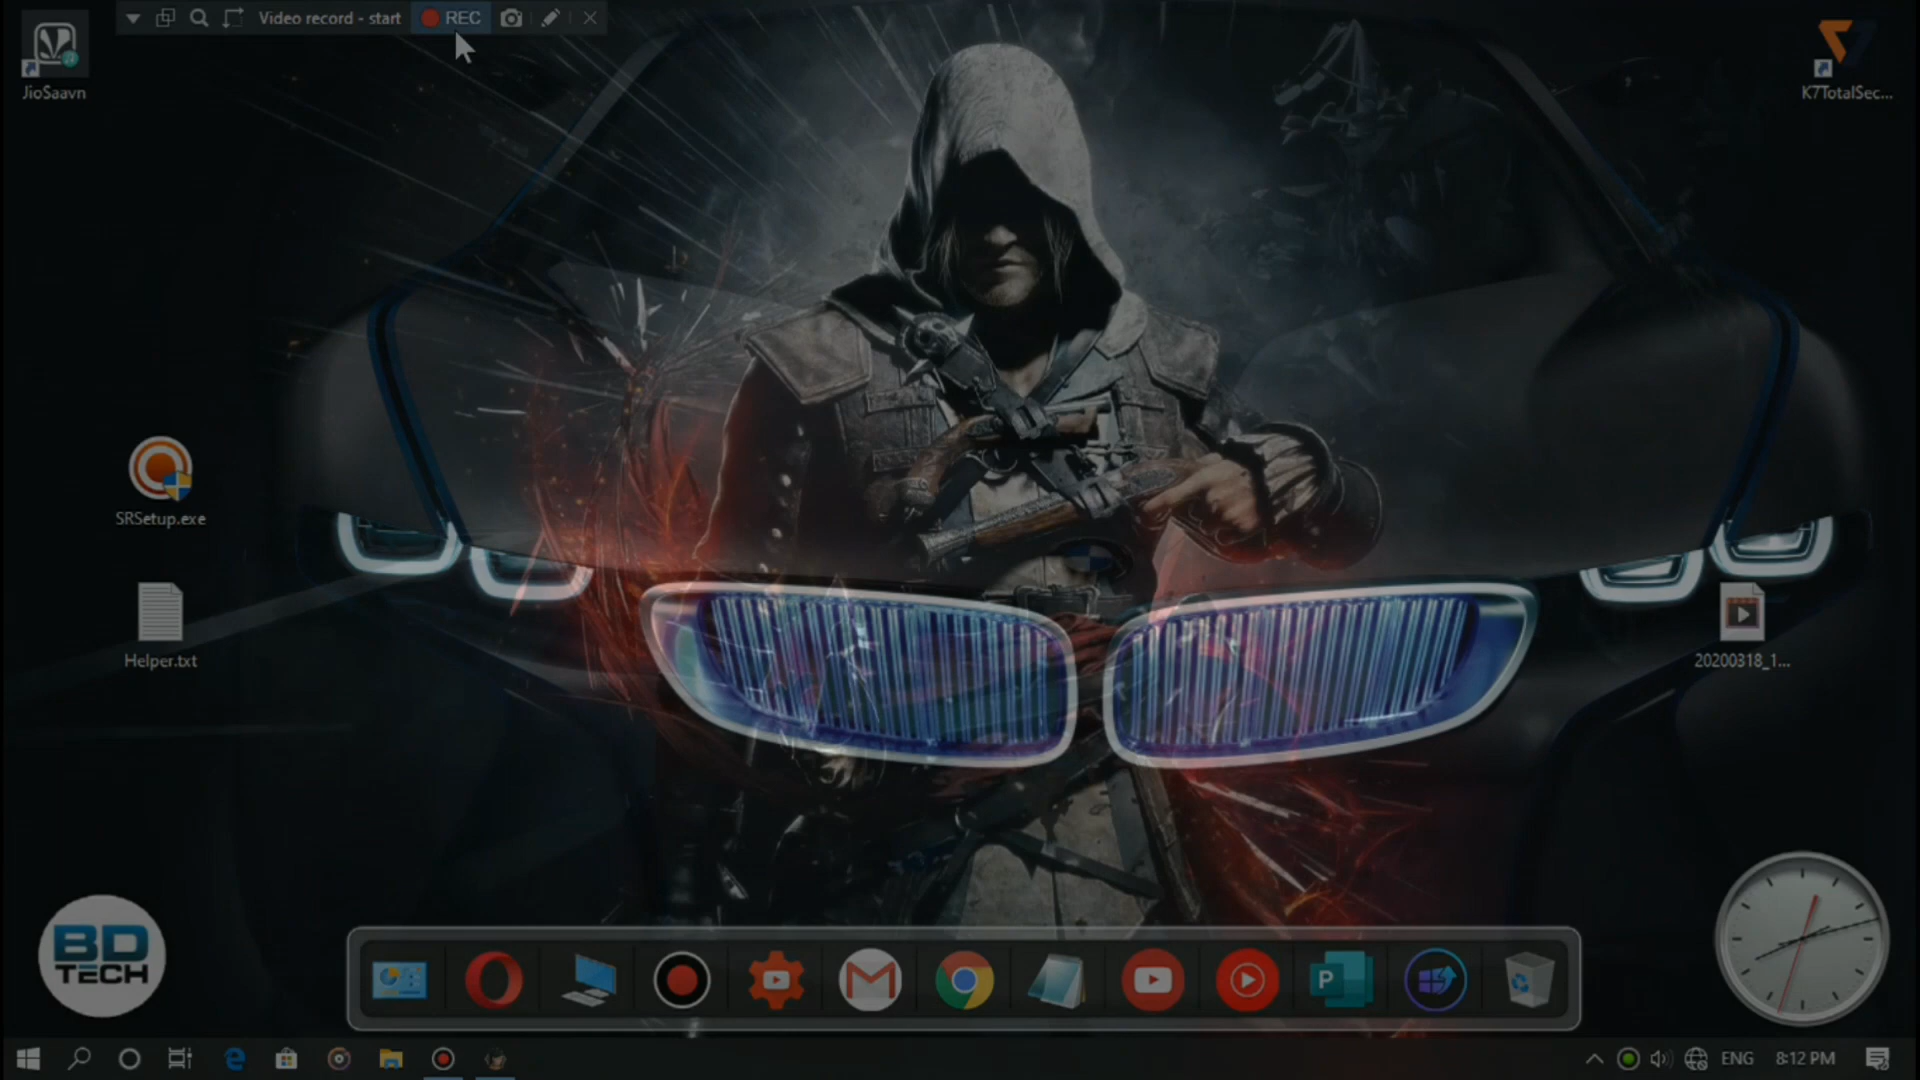 Video record - start
REC
JioSaavn
K7TotalSec...
SRSetup.exe
Helper.txt
20200318_1...
BD
TECH
P
ENG
8:12 PM